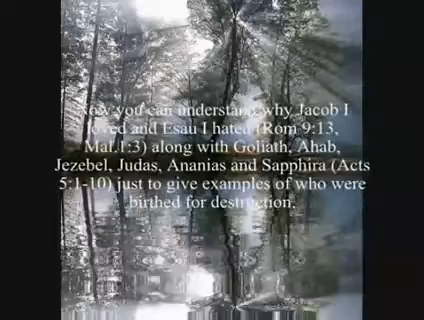 Now you can understand why Jacob I
loved and Esau I hated (Rom 9:13,
Mal.1:3) along with Goliath, Ahab,
Jezebel, Judas, Ananias and Sapphira (Acts
5:1-10) just to give examples of who were
birthed for destruction.